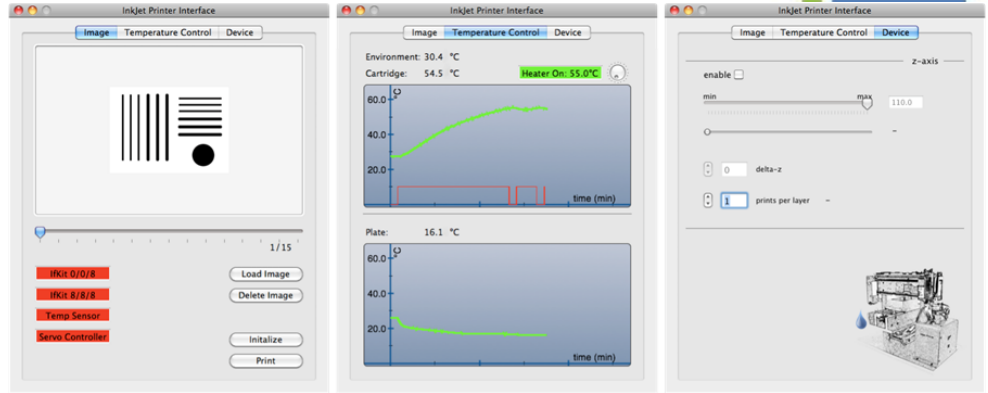 InkJet Printer Interface
Image Temperature Control Device
1/15
IfKit 0/0/8
Load Image
IfKit 8/8/8
Delete Image
Temp Sensor
Servo Controller
Initalize
Print
InkJet Printer Interface
Image Temperature Control Device
Environment: 30.4 °C
Cartridge: 54.5 °C Heater On: 55.0°C
°C
60.0
40.0
20.0
time (min)
Plate: 16.1 °C
°C
60.0
40.0
20.0
time (min)
InkJet Printer Interface
Image Temperature Control Device
z-axis
enable
min max
110.0
–
0 delta-z
1 prints per layer –